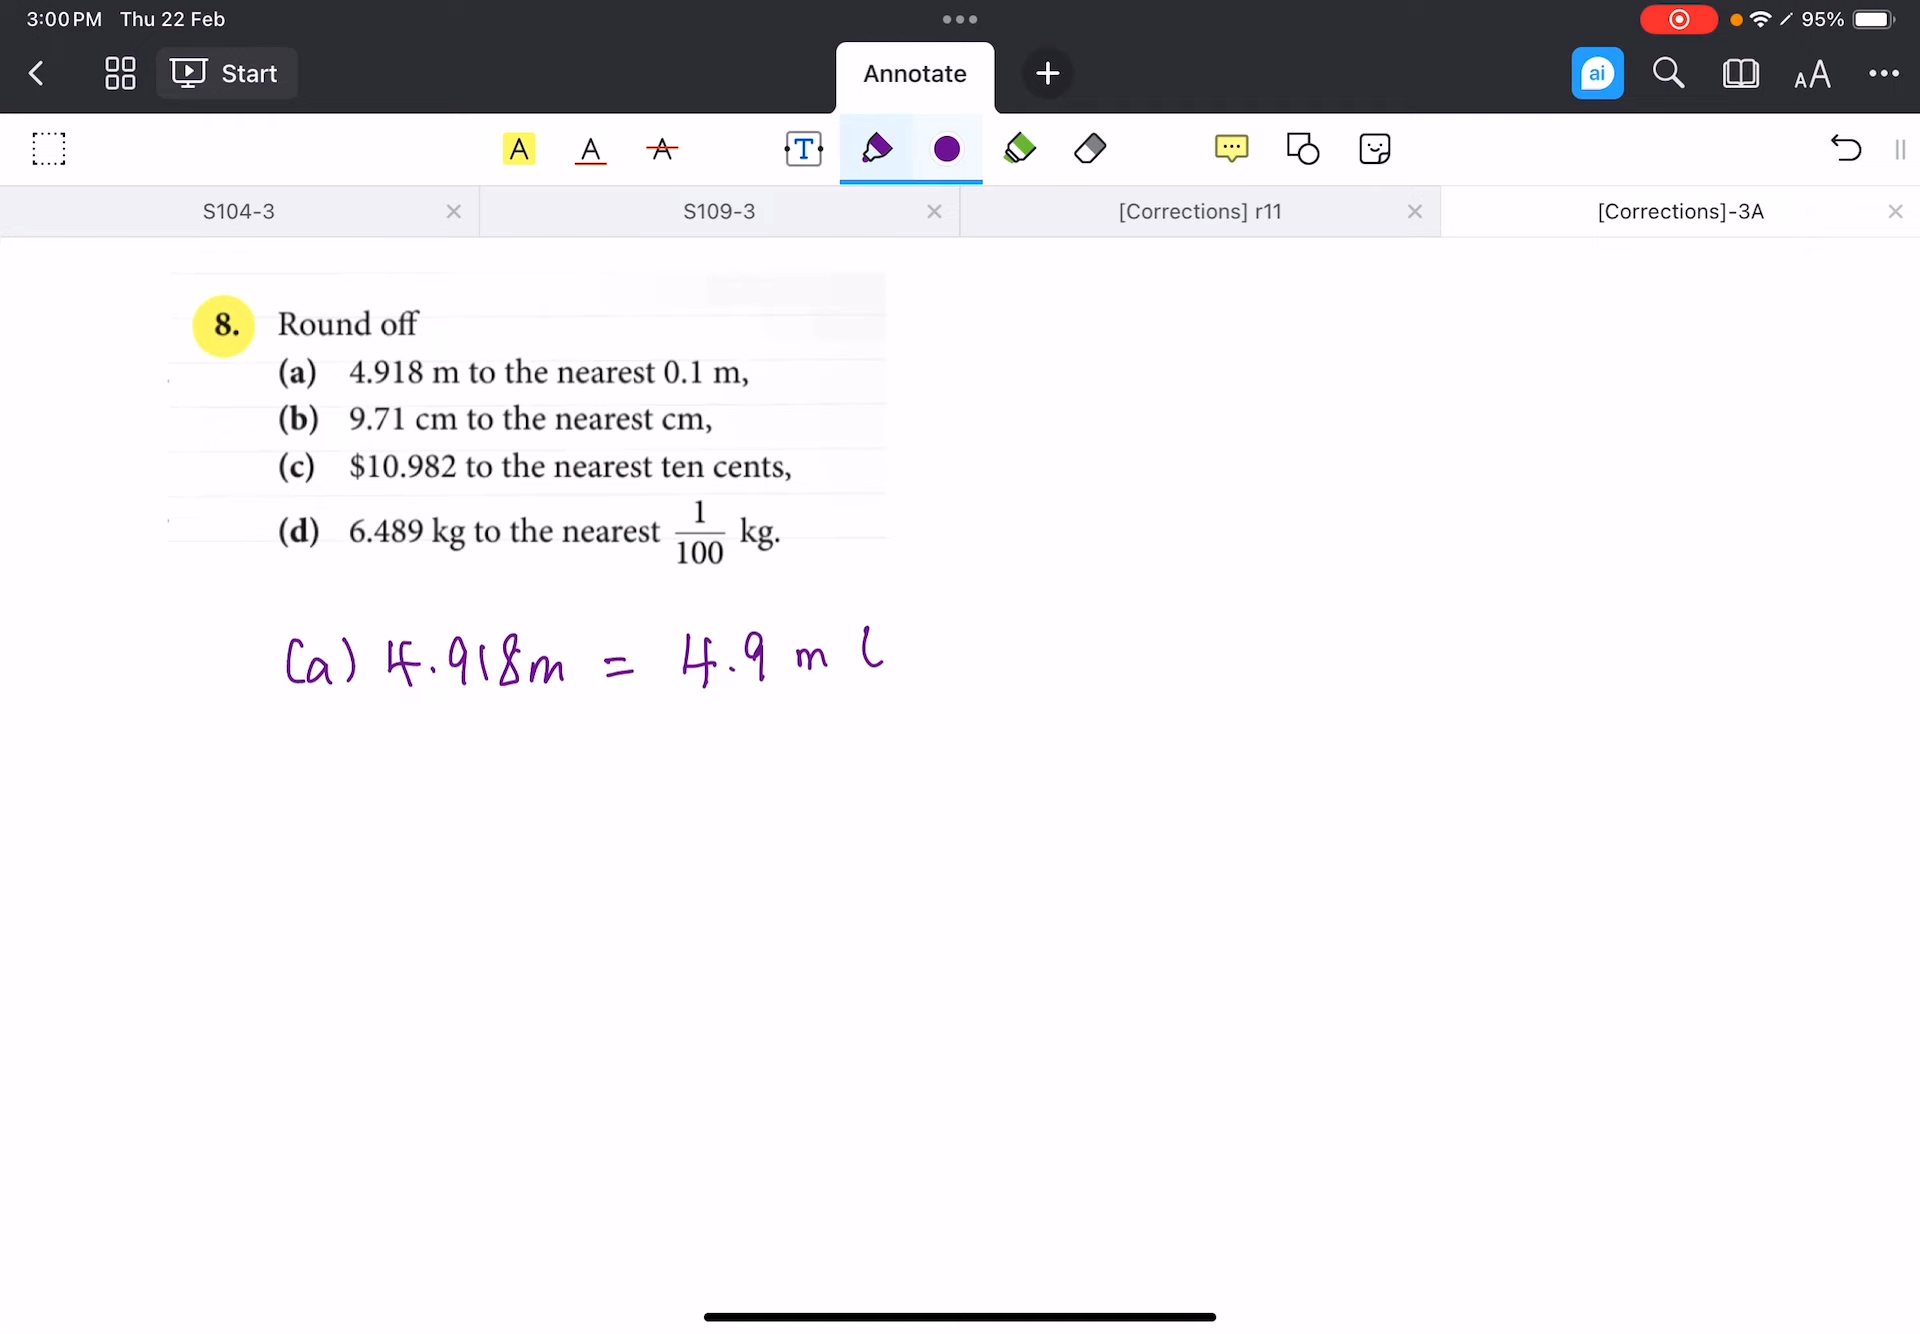 3:00 PM Thu 22 Feb
95%
Start
Annotate
ai
AA
A A A T
S104-3
S109-3
[Corrections] r11
[Corrections]-3A
8. Round off
(a) 4.918 m to the nearest 0.1 m,
(b) 9.71 cm to the nearest cm,
(c) $10.982 to the nearest ten cents,
(d) 6.489 kg to the nearest 1/100 kg.
(a) 4.918m = 4.9 m (